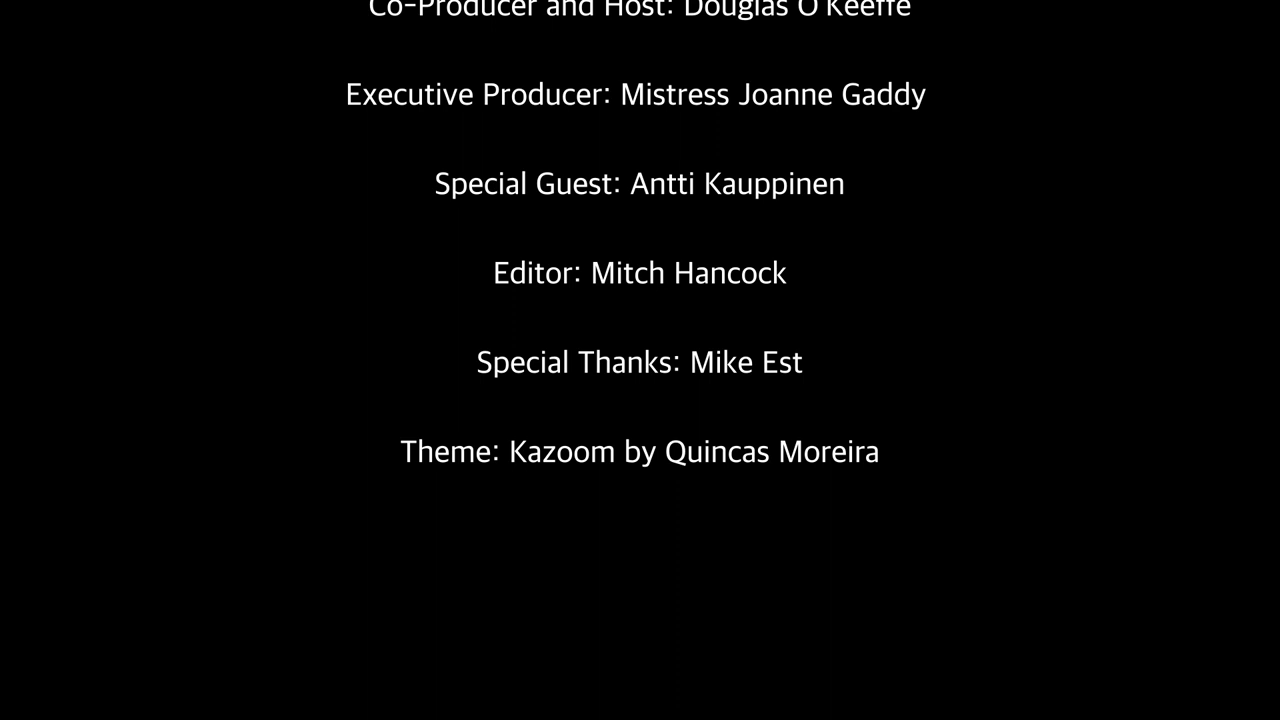 Co-Producer and Host: Douglas O'Keeffe
Executive Producer: Mistress Joanne Gaddy
Special Guest: Antti Kauppinen
Editor: Mitch Hancock
Special Thanks: Mike Est
Theme: Kazoom by Quincas Moreira